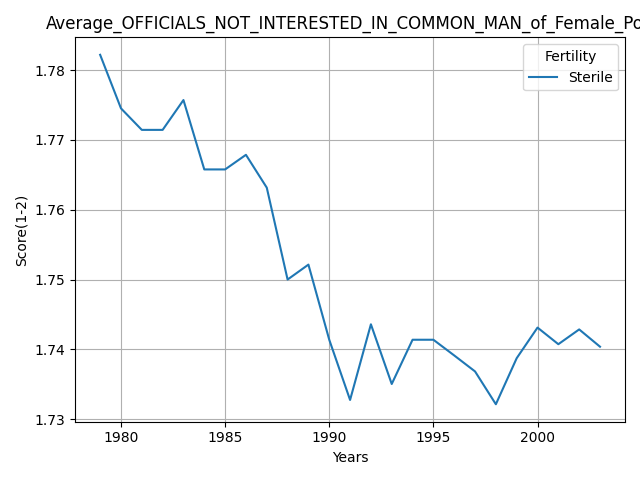 Average_OFFICIALS_NOT_INTERESTED_IN_COMMON_MAN_of_Female_Po
Fertility
Sterile
1.78
1.77
1.76
1.75
1.74
1.73
Score(1-2)
1980 1985 1990 1995 2000
Years